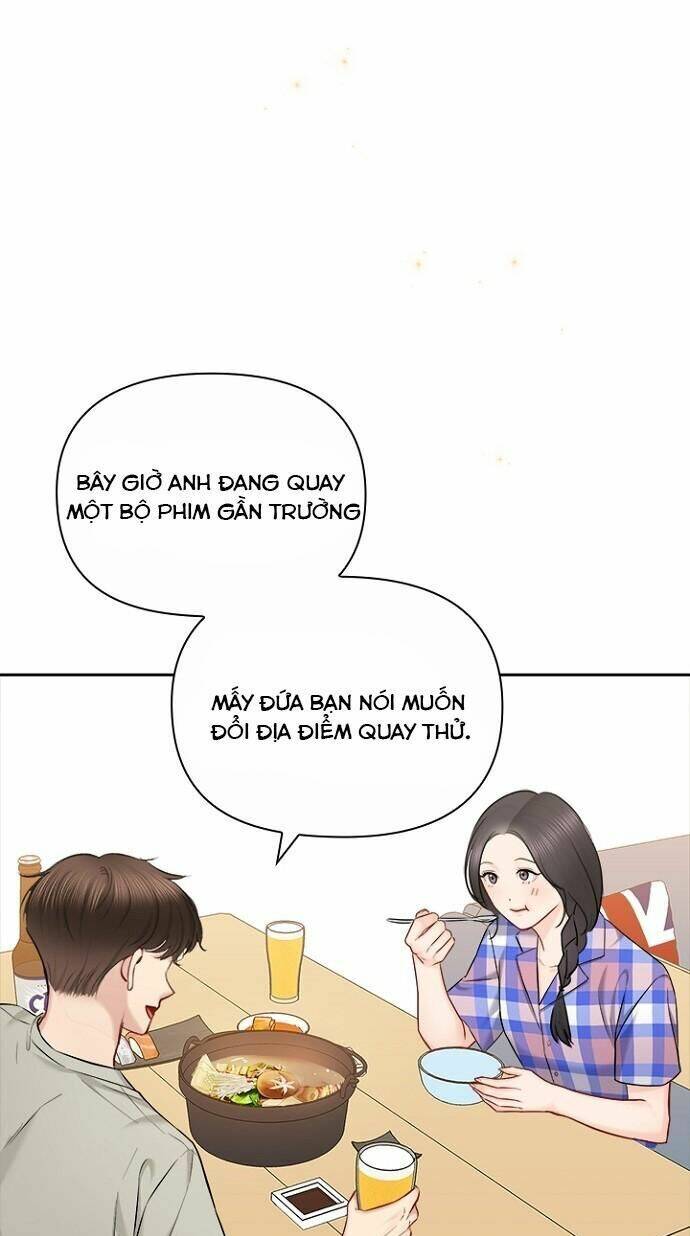 BÂY GIỜ ANH ĐANG QUAY
MỘT BỘ PHIM GẦN TRƯỜNG
MẤY ĐỨA BẠN NÓI MUỐN
ĐỔI ĐỊA ĐIỂM QUAY THỬ.